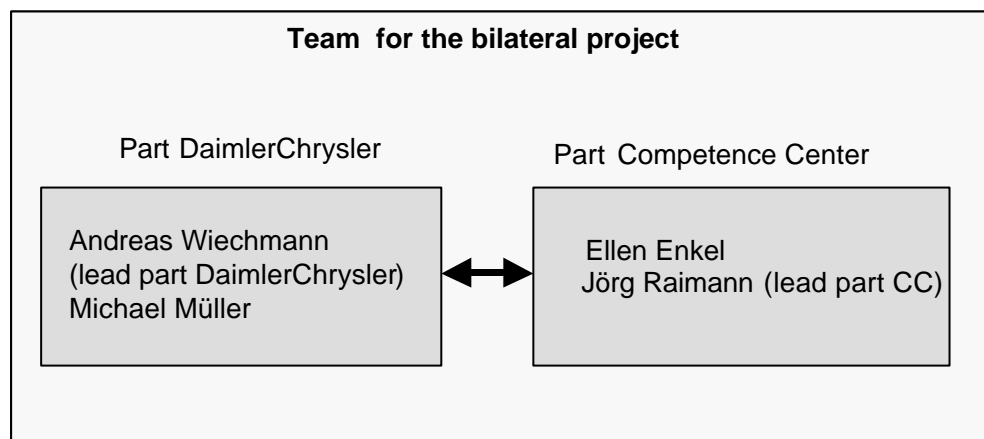 Team for the bilateral project
Part DaimlerChrysler
Part Competence Center
Andreas Wiechmann
(lead part DaimlerChrysler)
Michael Müller
Ellen Enkel
Jörg Raimann (lead part CC)